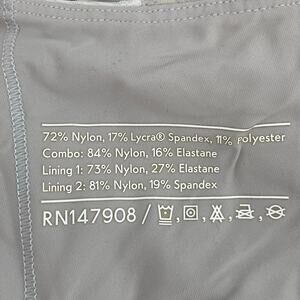 72% Nylon, 17% Lycra® Spandex, 11% Polyester
Combo: 84% Nylon, 16% Elastane
Lining 1: 73% Nylon, 27% Elastane
Lining 2: 81% Nylon, 19% Spandex
RN147908 /